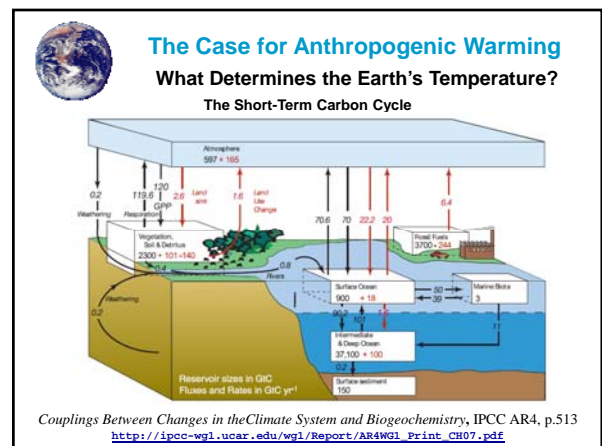 The Case for Anthropogenic Warming
What Determines the Earth's Temperature?
The Short-Term Carbon Cycle
Atmosphere
597 + 165
0.2
Weathering
119.6
Respiration
120
GPP
2.6
Land
sink
1.6
Land
Use
Change
70.6
70
22.2
20
6.4
Vegetation,
Soil & Detritus
2300 + 101 -140
Fossil Fuels
3700 - 244
0.4
Rivers
0.8
Weathering
0.2
Surface Ocean
900 + 18
50
39
Marine Biota
3
90.2
101
1.6
11
Intermediate
& Deep Ocean
37,100 + 100
0.2
Surface sediment
150
Reservoir sizes in GtC
Fluxes and Rates in GtC yr-1
Couplings Between Changes in theClimate System and Biogeochemistry, IPCC AR4, p.513
http://ipcc-wg1.ucar.edu/wg1/Report/AR4WG1_Print_CH07.pdf